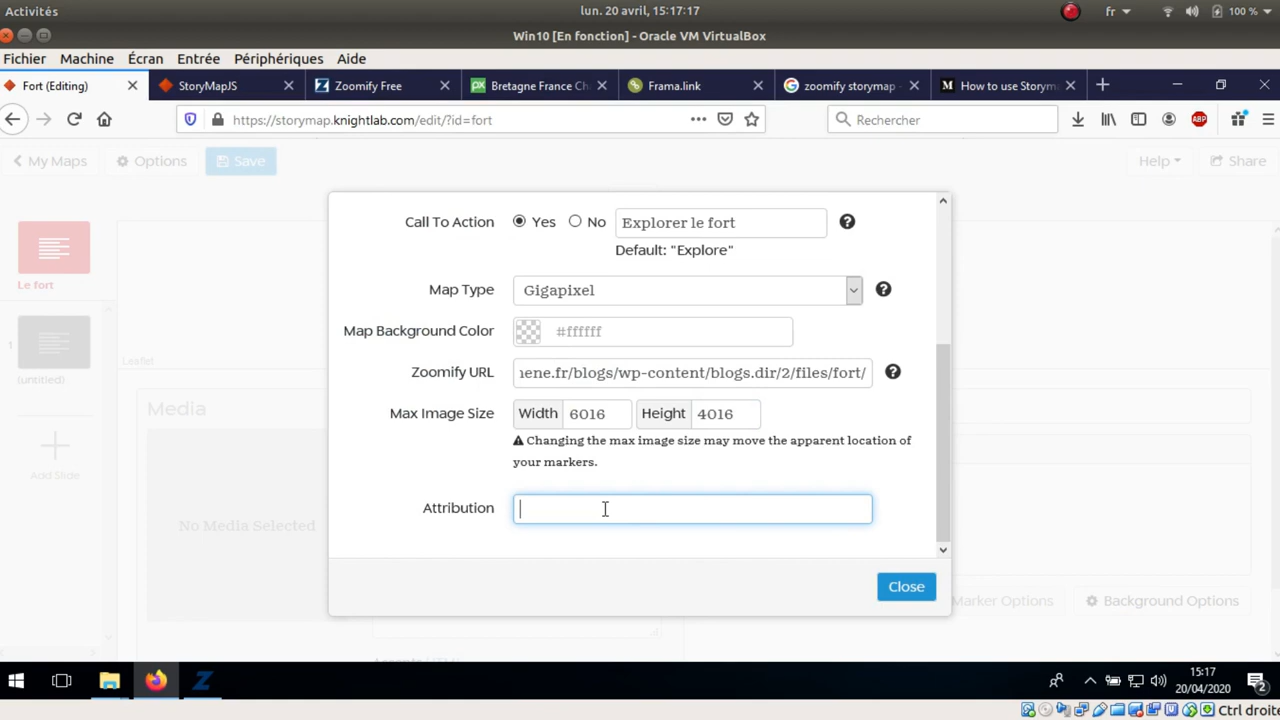 Activités
lun. 20 avril, 15:17:17
fr
100 %
Win10 [En fonction] - Oracle VM VirtualBox
Fichier Machine Écran Entrée Périphériques Aide
Fort (Editing)
StoryMapJS
Zoomify Free
Bretagne France Ch
Frama.link
zoomify storymap -
How to use Storym
https://storymap.knightlab.com/edit/?id=fort
Rechercher
ABP
My Maps
Options
Save
Help
Share
Le fort
1
(untitled)
Add Slide
Leaflet
Media
No Media Selected
Call To Action
Yes
No
Explorer le fort
Default: "Explore"
Map Type
Gigapixel
Map Background Color
#ffffff
Zoomify URL
ene.fr/blogs/wp-content/blogs.dir/2/files/fort/
Max Image Size
Width 6016
Height 4016
Changing the max image size may move the apparent location of
your markers.
Attribution
Close
Marker Options
Background Options
15:17
20/04/2020
2
Ctrl droite